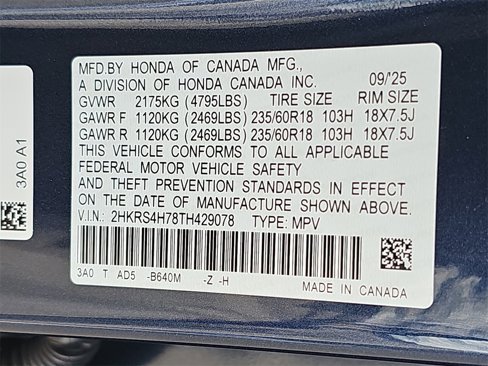 MFD.BY HONDA OF CANADA MFG.,
A DIVISION OF HONDA CANADA INC. 09/'25
GVWR 2175KG (4795LBS) TIRE SIZE RIM SIZE
GAWR F 1120KG (2469LBS) 235/60R18 103H 18X7.5J
GAWR R 1120KG (2469LBS) 235/60R18 103H 18X7.5J
THIS VEHICLE CONFORMS TO ALL APPLICABLE
FEDERAL MOTOR VEHICLE SAFETY
AND THEFT PREVENTION STANDARDS IN EFFECT
ON THE DATE OF MANUFACTURE SHOWN ABOVE.
V.I.N.: 2HKRS4H78TH429078 TYPE: MPV
3A0 T AD5 -B640M -Z -H
MADE IN CANADA
3A0 A1